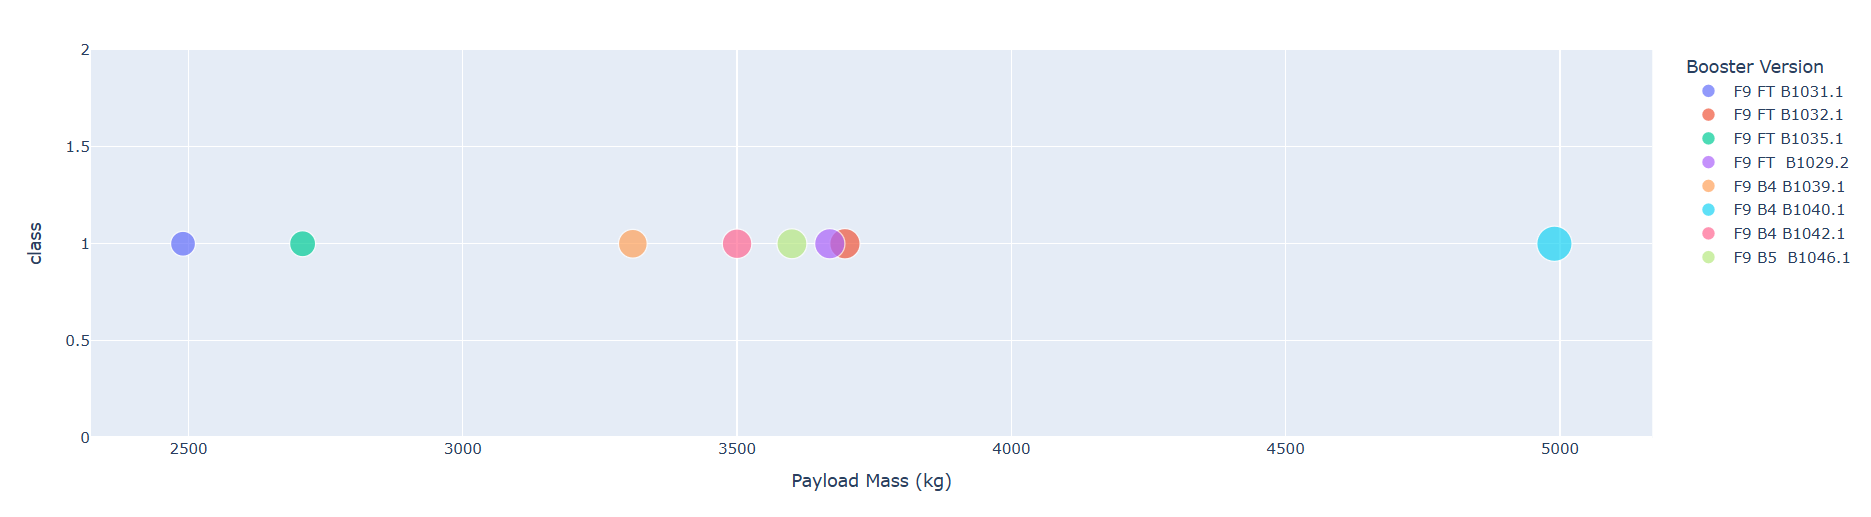 2
1.5
class
1
0.5
0
2500 3000 3500 4000 4500 5000
Payload Mass (kg)
Booster Version
F9 FT B1031.1
F9 FT B1032.1
F9 FT B1035.1
F9 FT  B1029.2
F9 B4 B1039.1
F9 B4 B1040.1
F9 B4 B1042.1
F9 B5  B1046.1